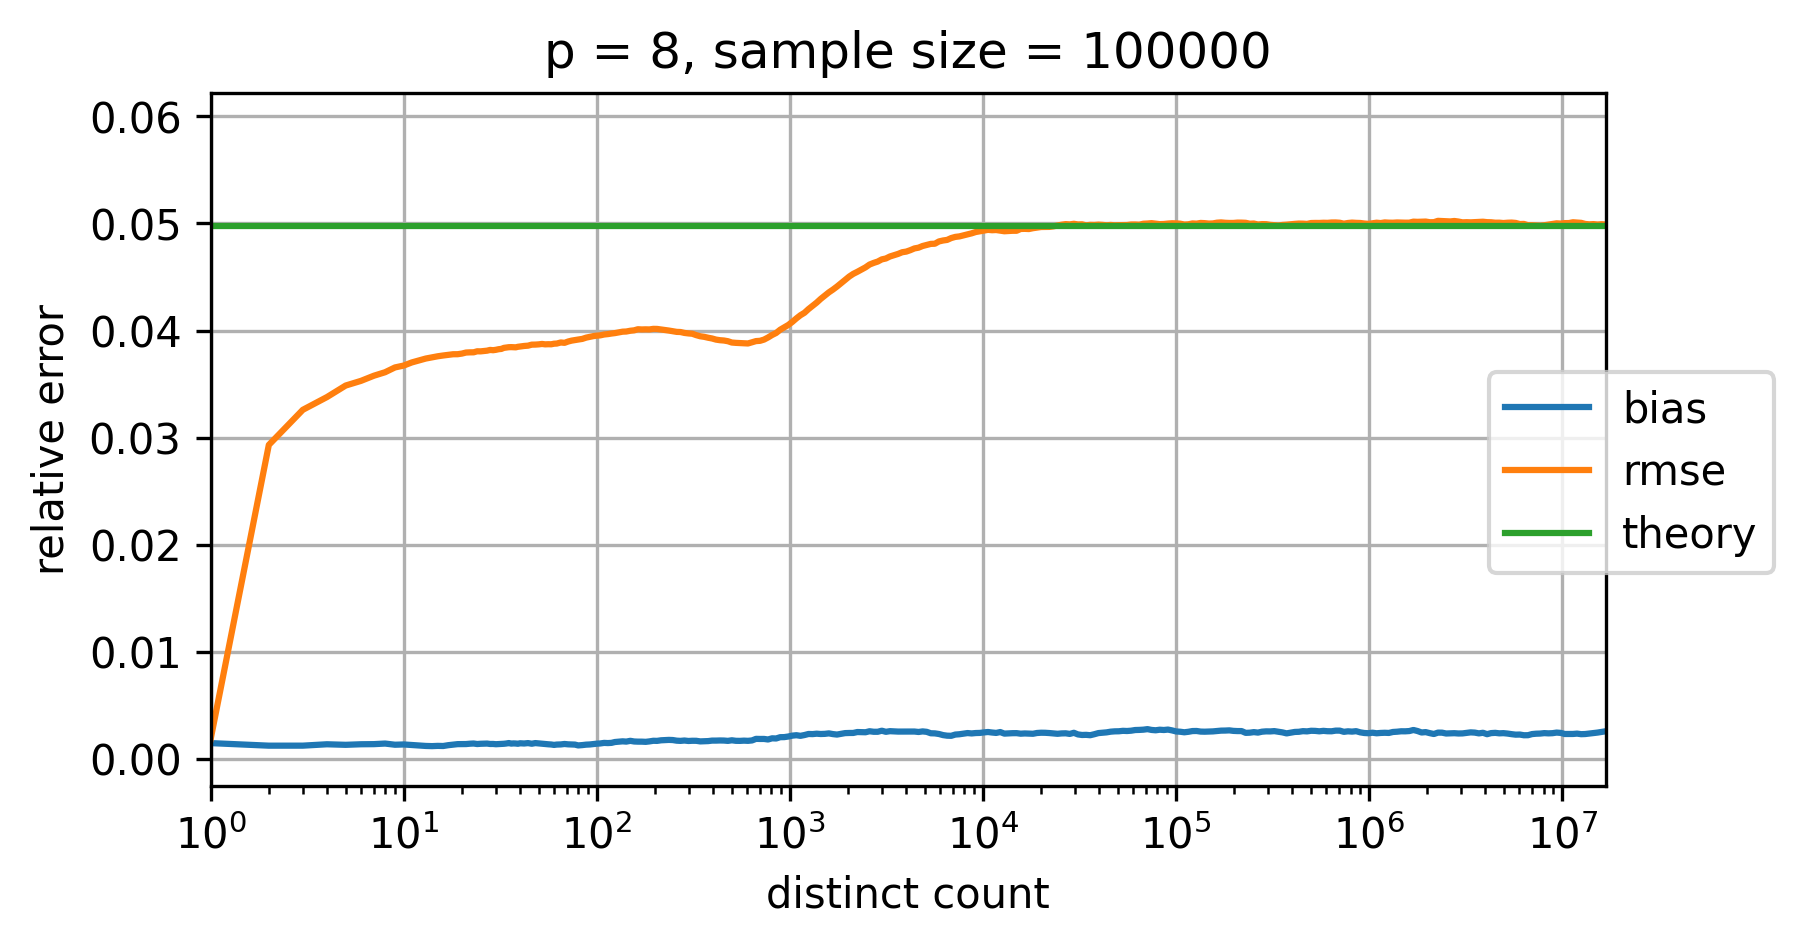 p = 8, sample size = 100000
relative error
0.06
0.05
0.04
0.03
0.02
0.01
0.00
10⁰ 10¹ 10² 10³ 10⁴ 10⁵ 10⁶ 10⁷
distinct count
bias
rmse
theory